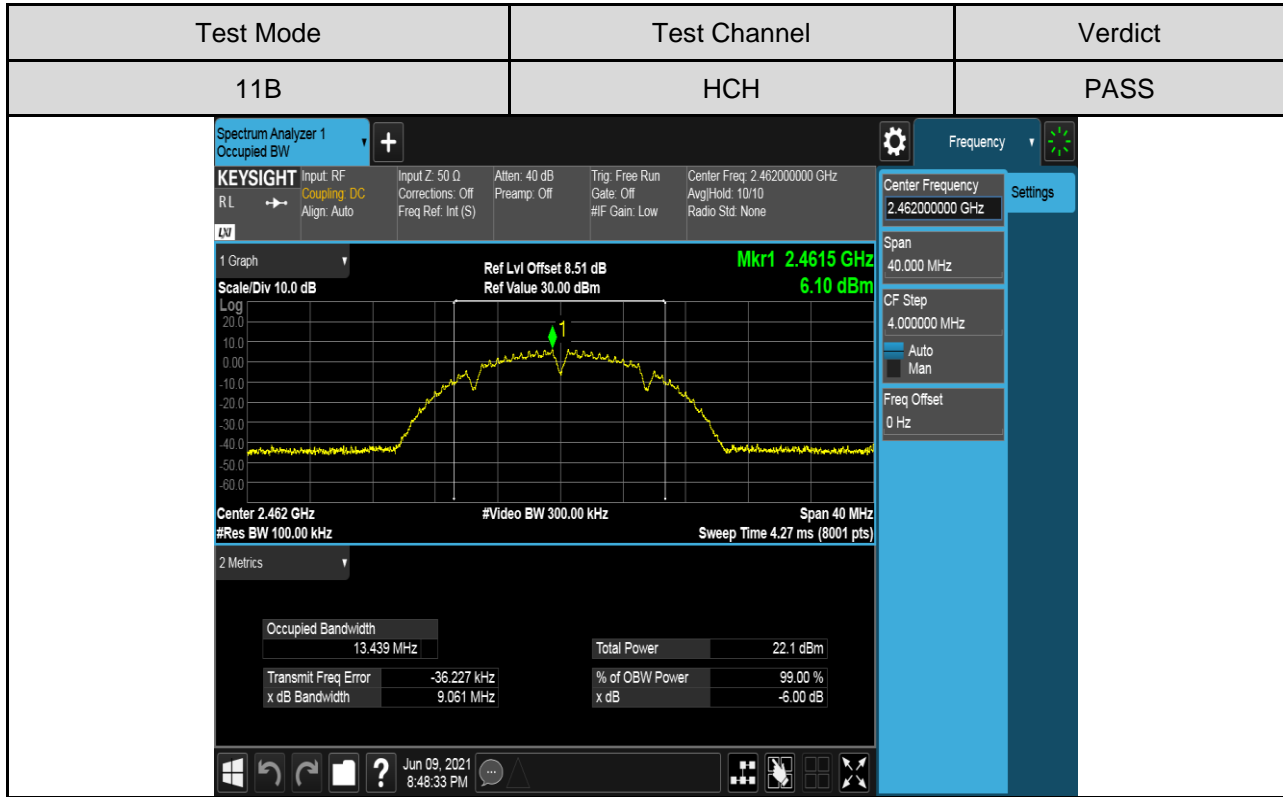 Test Mode Test Channel Verdict
11B HCH PASS
Spectrum Analyzer 1
Occupied BW
+
Frequency
KEYSIGHT Input: RF Input Z: 50 Ω Atten: 40 dB Trig: Free Run Center Freq: 2.462000000 GHz
RL Coupling: DC Corrections: Off Preamp: Off Gate: Off Avg|Hold: 10/10
Align: Auto Freq Ref: Int (S) #IF Gain: Low Radio Std: None
LXI
Center Frequency
2.462000000 GHz
Settings
Span
40.000 MHz
CF Step
4.000000 MHz
Auto
Man
Freq Offset
0 Hz
1 Graph
Ref Lvl Offset 8.51 dB Mkr1 2.4615 GHz
Scale/Div 10.0 dB Ref Value 30.00 dBm 6.10 dBm
Log
20.0
1
10.0
0.00
-10.0
-20.0
-30.0
-40.0
-50.0
-60.0
Center 2.462 GHz #Video BW 300.00 kHz Span 40 MHz
#Res BW 100.00 kHz Sweep Time 4.27 ms (8001 pts)
2 Metrics
Occupied Bandwidth
13.439 MHz Total Power 22.1 dBm
Transmit Freq Error -36.227 kHz % of OBW Power 99.00 %
x dB Bandwidth 9.061 MHz x dB -6.00 dB
? Jun 09, 2021
8:48:33 PM